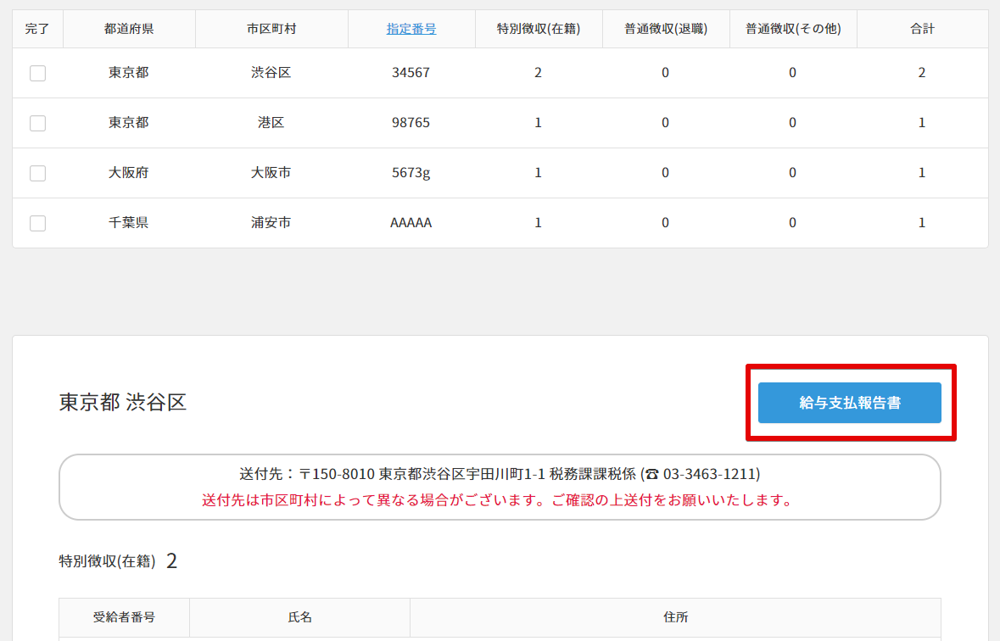 完了 都道府県 市区町村 指定番号 特別徴収(在籍) 普通徴収(退職) 普通徴収(その他) 合計
東京都 渋谷区 34567 2 0 0 2
東京都 港区 98765 1 0 0 1
大阪府 大阪市 5673g 1 0 0 1
千葉県 浦安市 AAAAA 1 0 0 1
東京都 渋谷区 給与支払報告書
送付先：〒150-8010 東京都渋谷区宇田川町1-1 税務課課税係 (☎ 03-3463-1211)
送付先は市区町村によって異なる場合がございます。ご確認の上送付をお願いいたします。
特別徴収(在籍) 2
受給者番号 氏名 住所